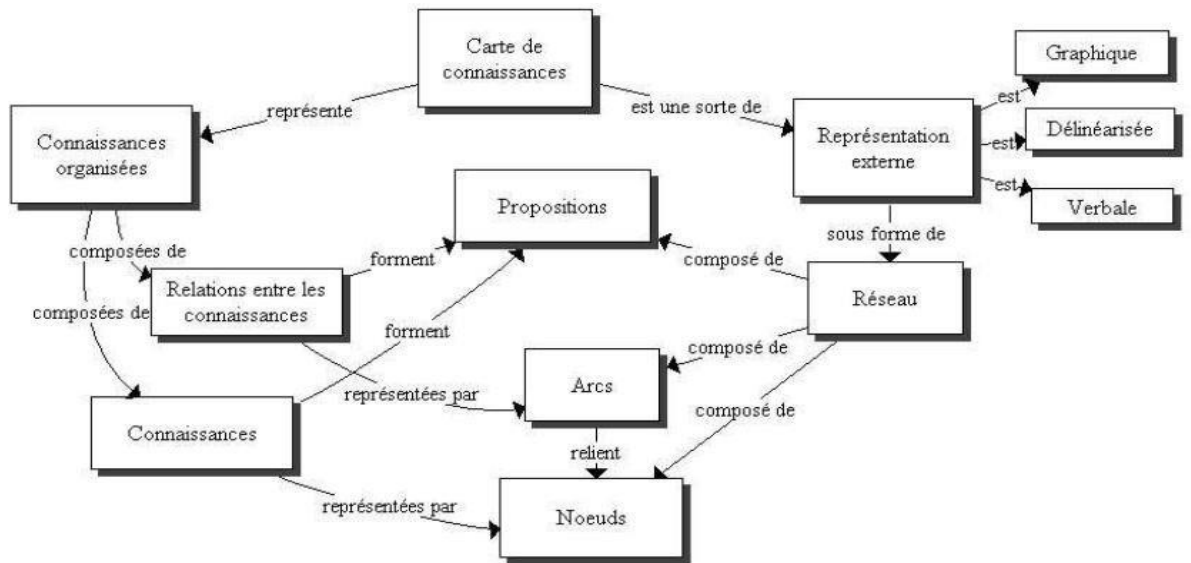 Carte de
connaissances
Graphique
représente
est une sorte de
est
Connaissances
organisées
Représentation
externe
est
Délinéarisée
est
Verbale
Propositions
composées de
forment
composé de
sous forme de
Relations entre les
connaissances
Réseau
composées de
forment
composé de
Arcs
représentées par
composé de
Connaissances
relient
représentées par
Noeuds